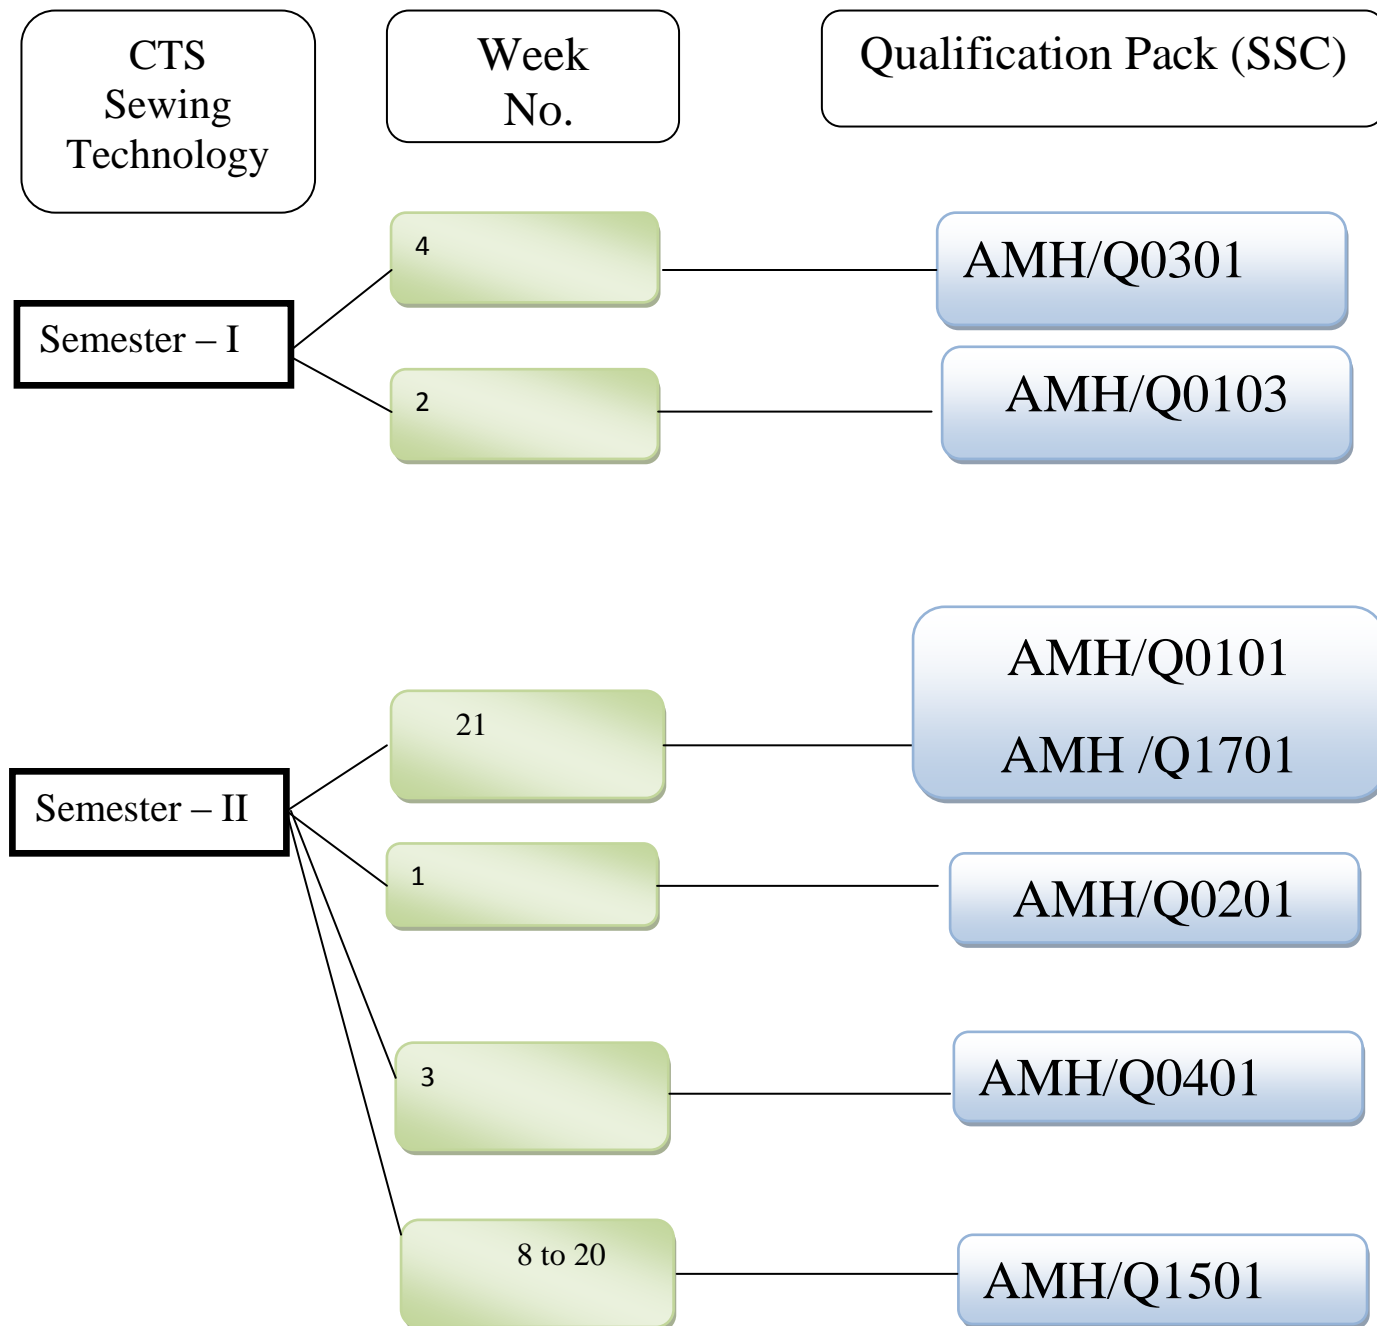 CTS
Sewing
Technology
Week
No.
Qualification Pack (SSC)
4
AMH/Q0301
Semester – I
2
AMH/Q0103
AMH/Q0101
21
AMH /Q1701
Semester – II
1
AMH/Q0201
3
AMH/Q0401
8 to 20
AMH/Q1501